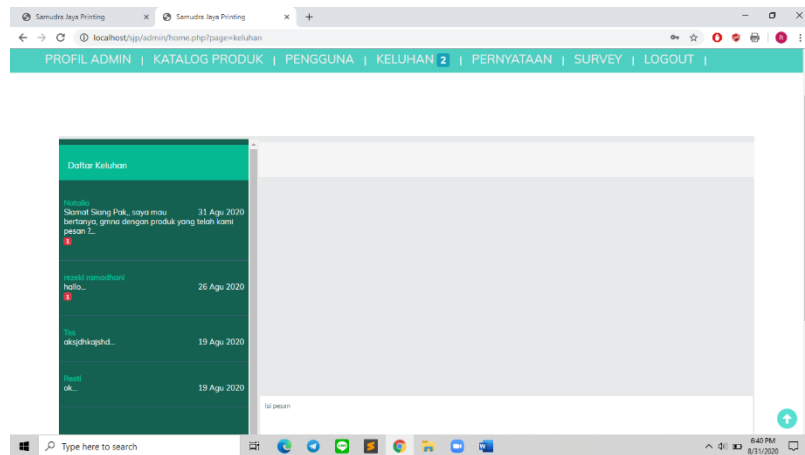 Samudra Jaya Printing
Samudra Jaya Printing
localhost/sjp/admin/home.php?page=keluhan
R
PROFIL ADMIN | KATALOG PRODUK | PENGGUNA | KELUHAN 2 | PERNYATAAN | SURVEY | LOGOUT |
Daftar Keluhan
Natalia
Slamat Siang Pak,, saya mau 31 Agu 2020
bertanya, gmna dengan produk yang telah kami
pesan ?...
1
rezeki ramadhani
hallo... 26 Agu 2020
1
Tes
aksjdhkajshd... 19 Agu 2020
Resti
ok... 19 Agu 2020
Isi pesan
Type here to search
6:40 PM
8/31/2020